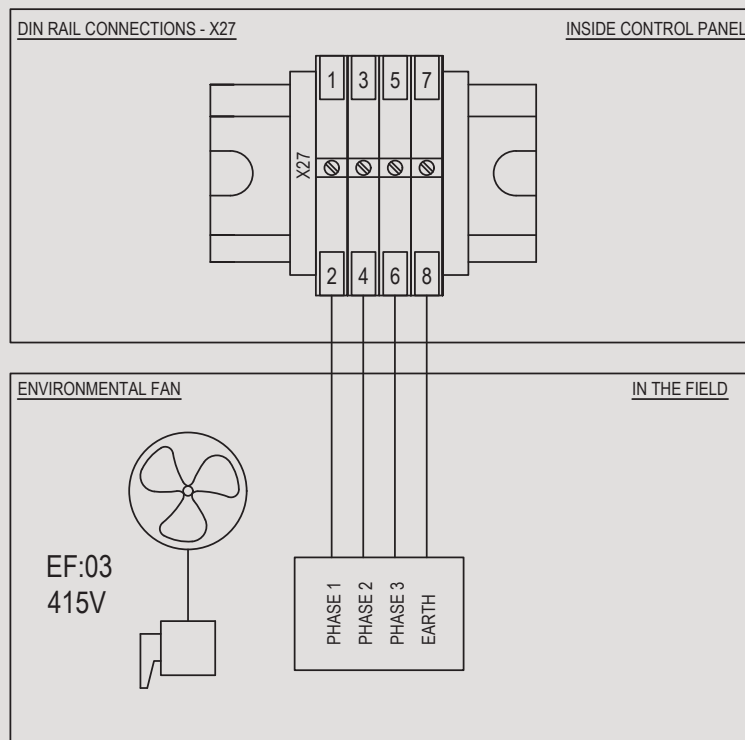 DIN RAIL CONNECTIONS - X27
INSIDE CONTROL PANEL
1 3 5 7
X27
2 4 6 8
ENVIRONMENTAL FAN
IN THE FIELD
EF:03
415V
PHASE 1
PHASE 2
PHASE 3
EARTH